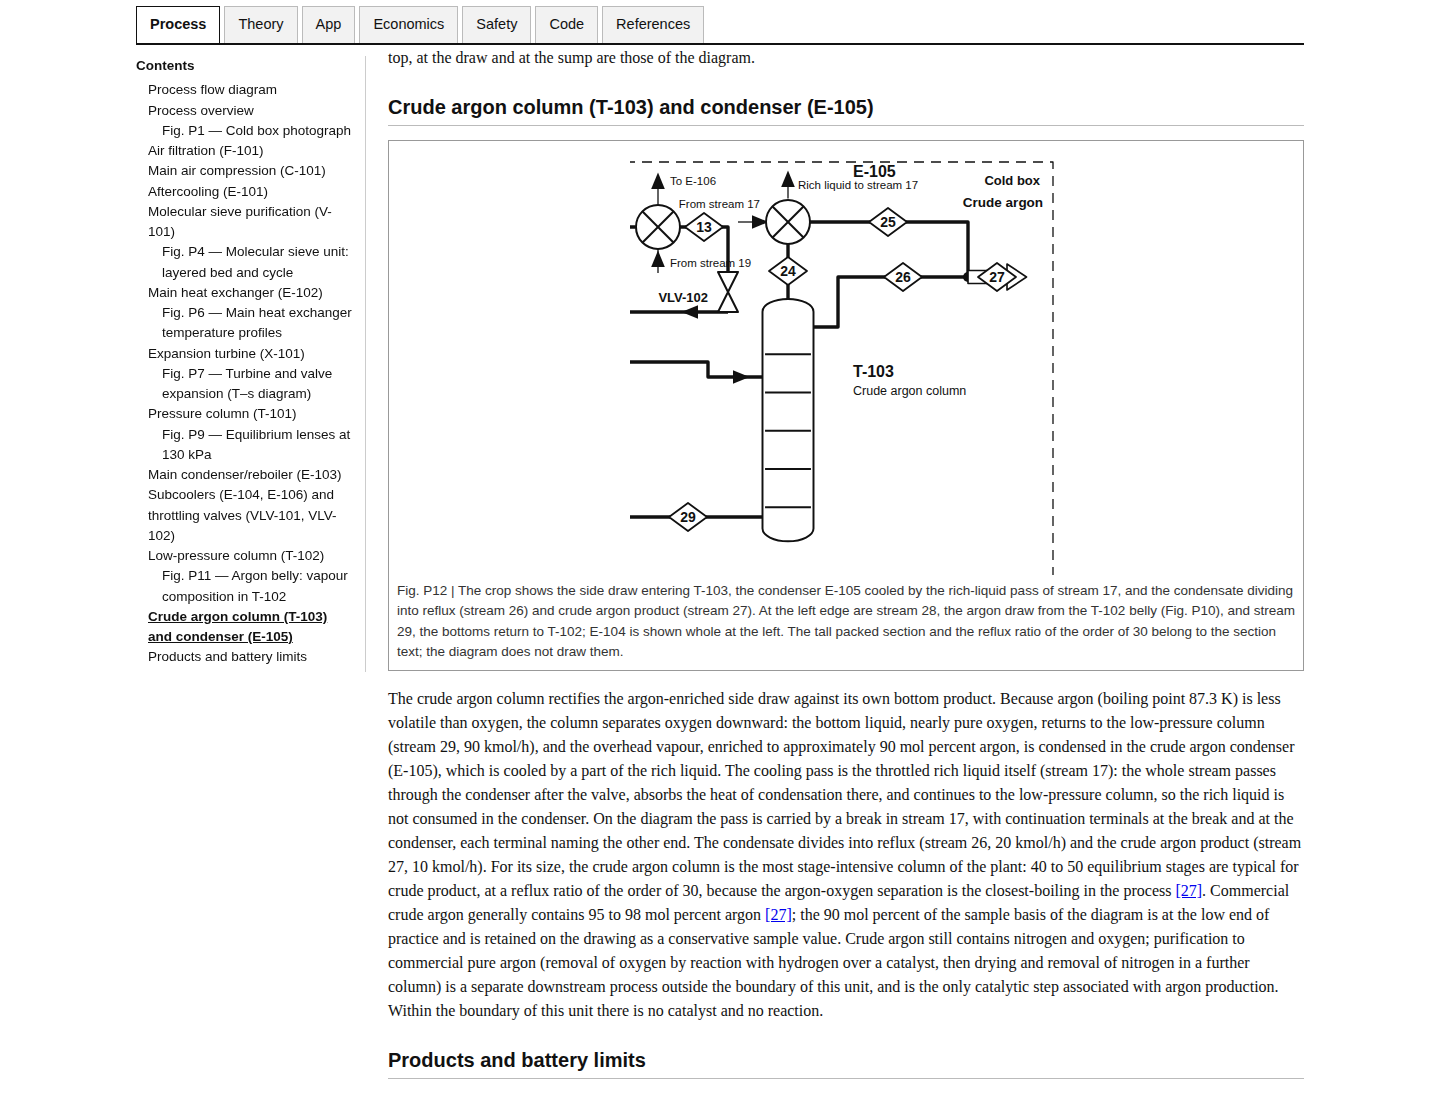 Process
Theory
App
Economics
Safety
Code
References
Contents
Process flow diagram
Process overview
Fig. P1 — Cold box photograph
Air filtration (F-101)
Main air compression (C-101)
Aftercooling (E-101)
Molecular sieve purification (V-
101)
Fig. P4 — Molecular sieve unit:
layered bed and cycle
Main heat exchanger (E-102)
Fig. P6 — Main heat exchanger
temperature profiles
Expansion turbine (X-101)
Fig. P7 — Turbine and valve
expansion (T–s diagram)
Pressure column (T-101)
Fig. P9 — Equilibrium lenses at
130 kPa
Main condenser/reboiler (E-103)
Subcoolers (E-104, E-106) and
throttling valves (VLV-101, VLV-
102)
Low-pressure column (T-102)
Fig. P11 — Argon belly: vapour
composition in T-102
Crude argon column (T-103)
and condenser (E-105)
Products and battery limits
top, at the draw and at the sump are those of the diagram.
Crude argon column (T-103) and condenser (E-105)
E-105
To E-106
Rich liquid to stream 17
Cold box
From stream 17
Crude argon
13
25
From stream 19
24
26
27
VLV-102
T-103
Crude argon column
29
Fig. P12 | The crop shows the side draw entering T-103, the condenser E-105 cooled by the rich-liquid pass of stream 17, and the condensate dividing
into reflux (stream 26) and crude argon product (stream 27). At the left edge are stream 28, the argon draw from the T-102 belly (Fig. P10), and stream
29, the bottoms return to T-102; E-104 is shown whole at the left. The tall packed section and the reflux ratio of the order of 30 belong to the section
text; the diagram does not draw them.
The crude argon column rectifies the argon-enriched side draw against its own bottom product. Because argon (boiling point 87.3 K) is less
volatile than oxygen, the column separates oxygen downward: the bottom liquid, nearly pure oxygen, returns to the low-pressure column
(stream 29, 90 kmol/h), and the overhead vapour, enriched to approximately 90 mol percent argon, is condensed in the crude argon condenser
(E-105), which is cooled by a part of the rich liquid. The cooling pass is the throttled rich liquid itself (stream 17): the whole stream passes
through the condenser after the valve, absorbs the heat of condensation there, and continues to the low-pressure column, so the rich liquid is
not consumed in the condenser. On the diagram the pass is carried by a break in stream 17, with continuation terminals at the break and at the
condenser, each terminal naming the other end. The condensate divides into reflux (stream 26, 20 kmol/h) and the crude argon product (stream
27, 10 kmol/h). For its size, the crude argon column is the most stage-intensive column of the plant: 40 to 50 equilibrium stages are typical for
crude product, at a reflux ratio of the order of 30, because the argon-oxygen separation is the closest-boiling in the process [27]. Commercial
crude argon generally contains 95 to 98 mol percent argon [27]; the 90 mol percent of the sample basis of the diagram is at the low end of
practice and is retained on the drawing as a conservative sample value. Crude argon still contains nitrogen and oxygen; purification to
commercial pure argon (removal of oxygen by reaction with hydrogen over a catalyst, then drying and removal of nitrogen in a further
column) is a separate downstream process outside the boundary of this unit, and is the only catalytic step associated with argon production.
Within the boundary of this unit there is no catalyst and no reaction.
Products and battery limits